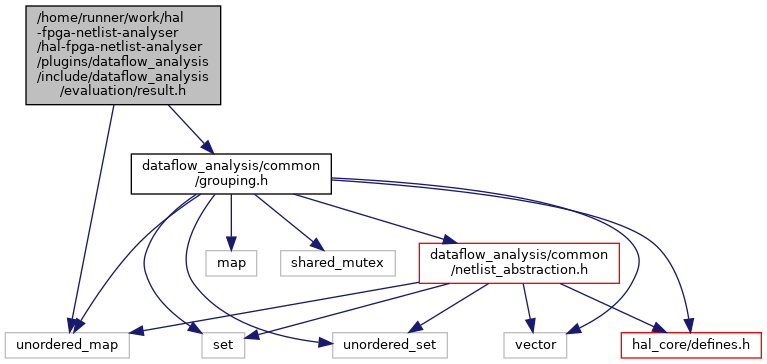 /home/runner/work/hal
-fpga-netlist-analyser
/hal-fpga-netlist-analyser
/plugins/dataflow_analysis
/include/dataflow_analysis
/evaluation/result.h
dataflow_analysis/common
/grouping.h
map
shared_mutex
dataflow_analysis/common
/netlist_abstraction.h
unordered_map
set
unordered_set
vector
hal_core/defines.h